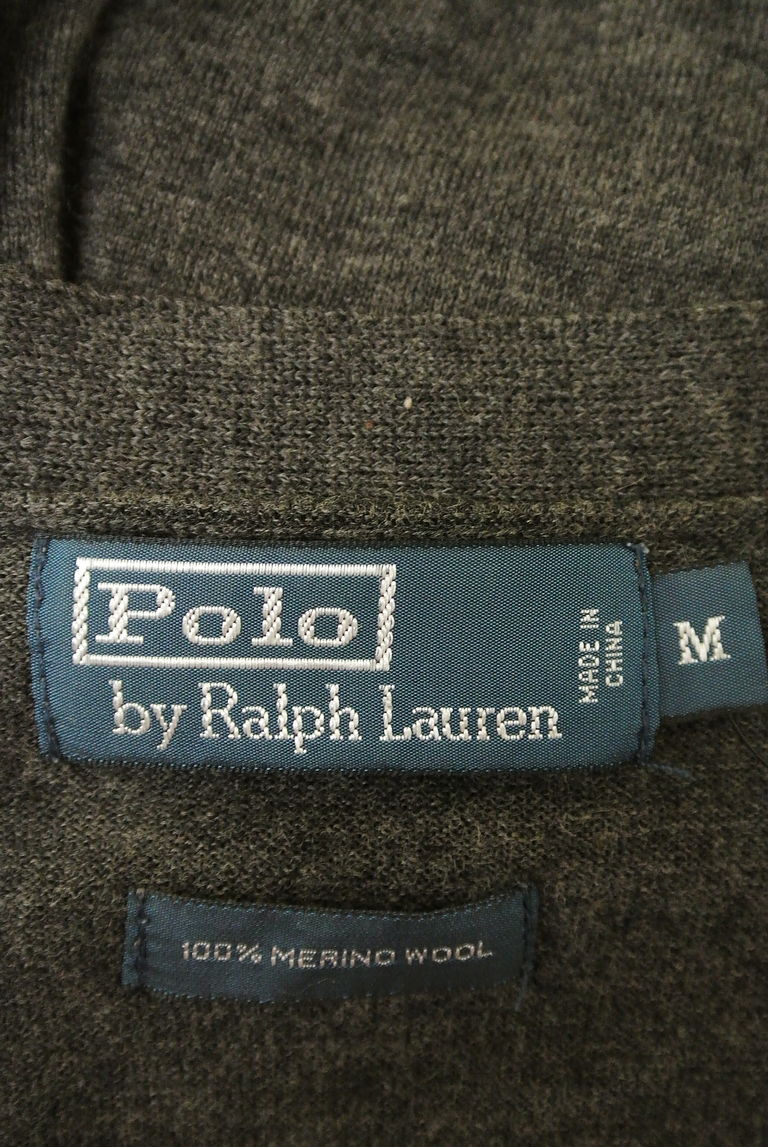 Polo
by Ralph Lauren
MADE IN
CHINA
M
100% MERINO WOOL